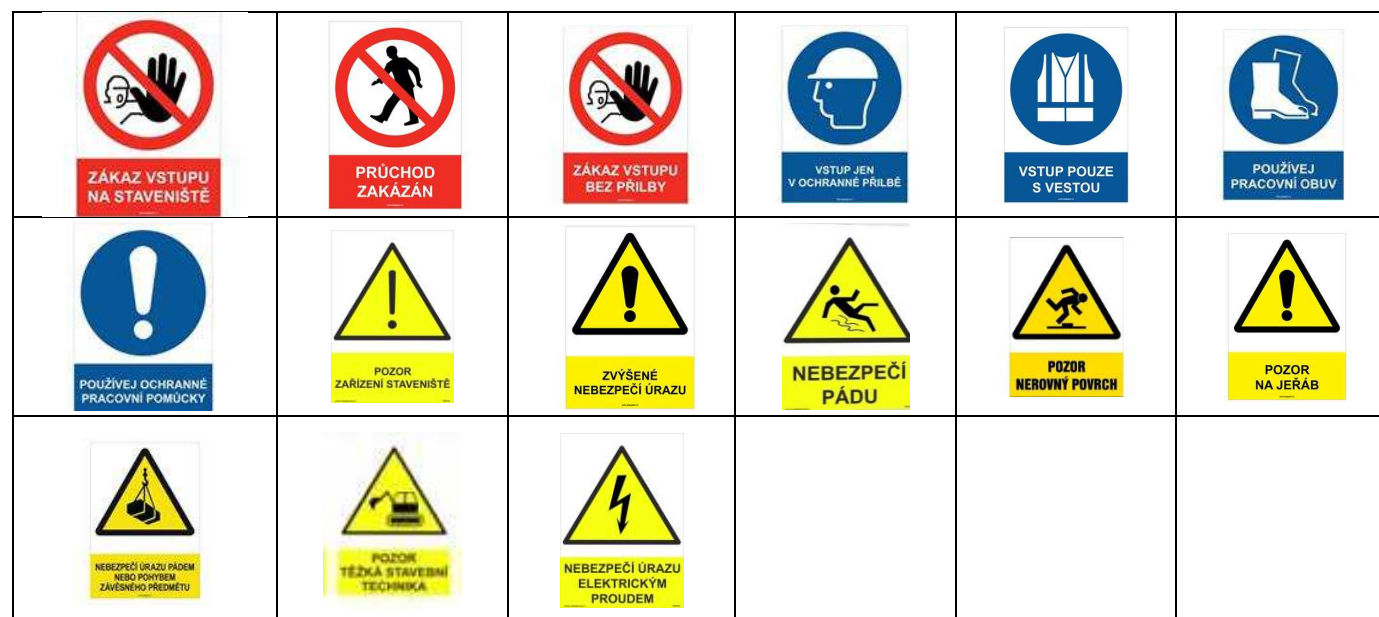 ZÁKAZ VSTUPU
NA STAVENIŠTĚ
PRŮCHOD
ZAKÁZÁN
ZÁKAZ VSTUPU
BEZ PŘILBY
VSTUP JEN
V OCHRANNÉ PŘILBĚ
VSTUP POUZE
S VESTOU
POUŽÍVEJ
PRACOVNÍ OBUV
POUŽÍVEJ OCHRANNÉ
PRACOVNÍ POMŮCKY
POZOR
ZAŘÍZENÍ STAVENIŠTĚ
ZVÝŠENÉ
NEBEZPEČÍ ÚRAZU
NEBEZPEČÍ
PÁDU
POZOR
NEROVNÝ POVRCH
POZOR
NA JEŘÁB
NEBEZPEČÍ ÚRAZU PÁDEM
NEBO POHYBEM
ZÁVĚSNÉHO PŘEDMĚTU
POZOR
TĚŽKÁ STAVEBNÍ
TECHNIKA
NEBEZPEČÍ ÚRAZU
ELEKTRICKÝM
PROUDEM